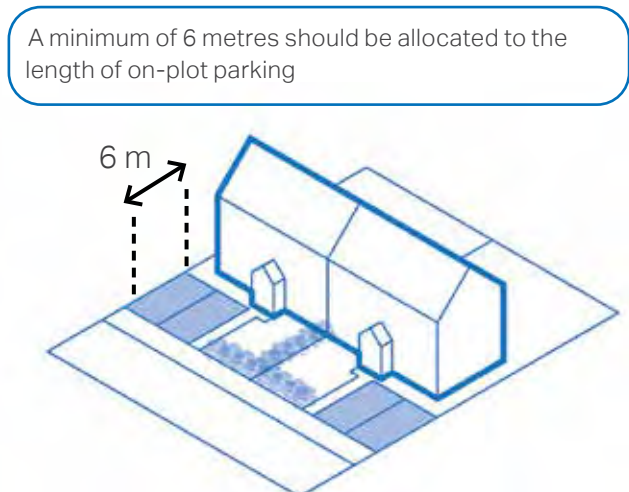 A minimum of 6 metres should be allocated to the
length of on-plot parking
6 m